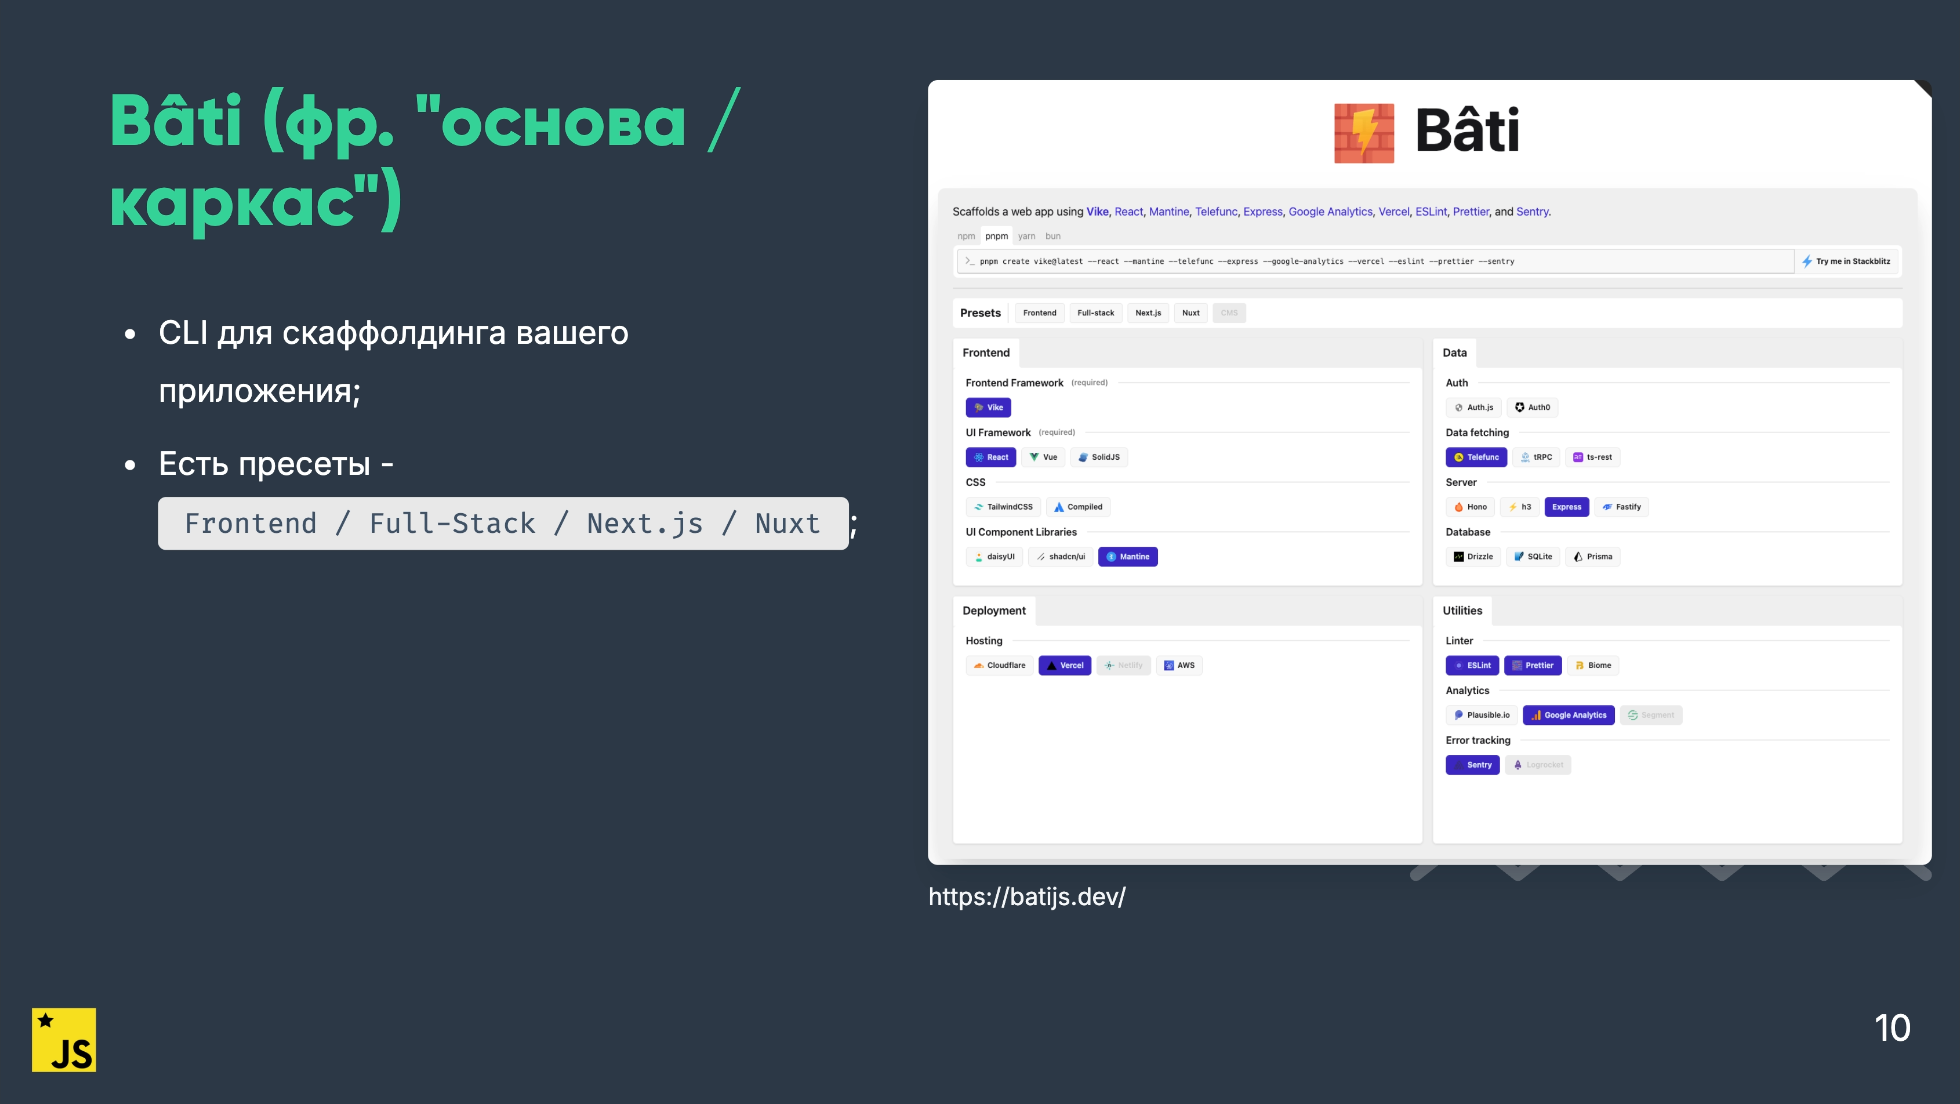 Bâti (фр. "основа /
каркас")
CLI для скаффолдинга вашего
приложения;
Есть пресеты -
Frontend / Full-Stack / Next.js / Nuxt ;
Bâti
Scaffolds a web app using Vike, React, Mantine, Telefunc, Express, Google Analytics, Vercel, ESLint, Prettier, and Sentry.
npm pnpm yarn bun
>_ pnpm create vike@latest --react --mantine --telefunc --express --google-analytics --vercel --eslint --prettier --sentry
Try me in Stackblitz
Presets Frontend Full-stack Next.js Nuxt CMS
Frontend
Frontend Framework (required)
Vike
UI Framework (required)
React Vue SolidJS
CSS
TailwindCSS Compiled
UI Component Libraries
daisyUI shadcn/ui Mantine
Data
Auth
Auth.js Auth0
Data fetching
Telefunc tRPC ts-rest
Server
Hono h3 Express Fastify
Database
Drizzle SQLite Prisma
Deployment
Hosting
Cloudflare Vercel Netlify AWS
Utilities
Linter
ESLint Prettier Biome
Analytics
Plausible.io Google Analytics Segment
Error tracking
Sentry Logrocket
https://batijs.dev/
JS
10